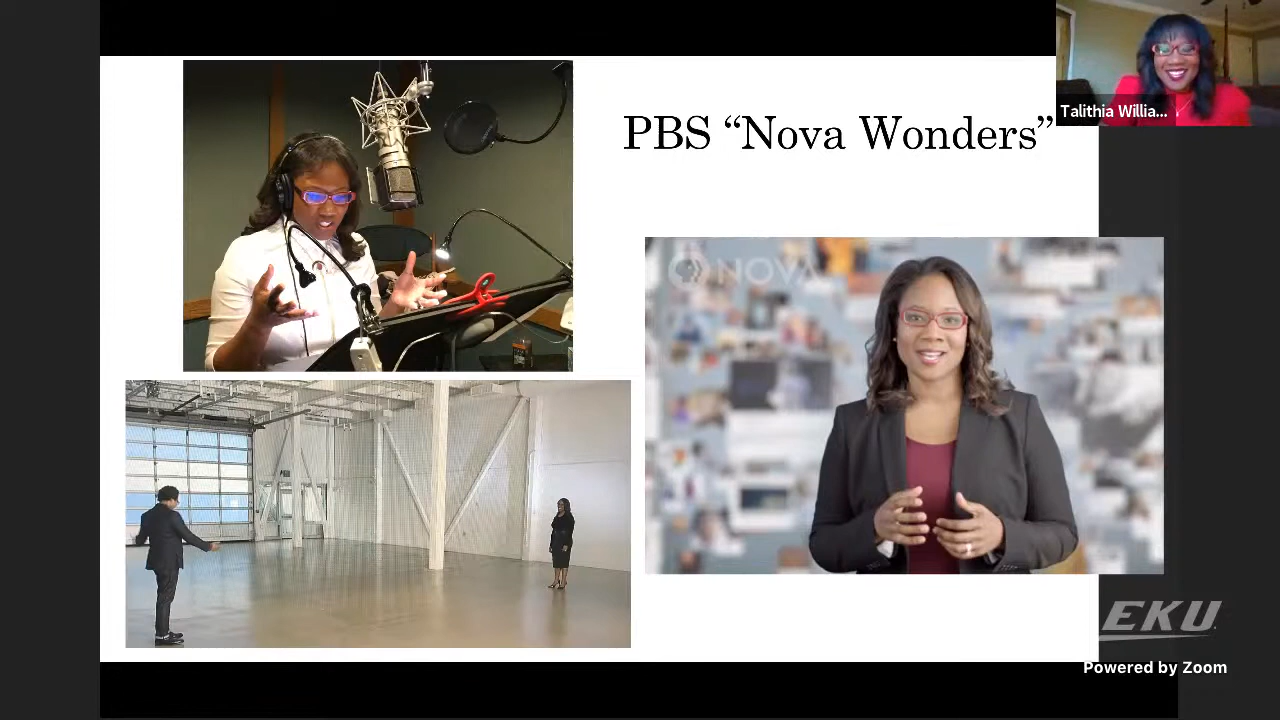 PBS “Nova Wonders”
Talithia Willia...
NOVA
EKU
Powered by Zoom